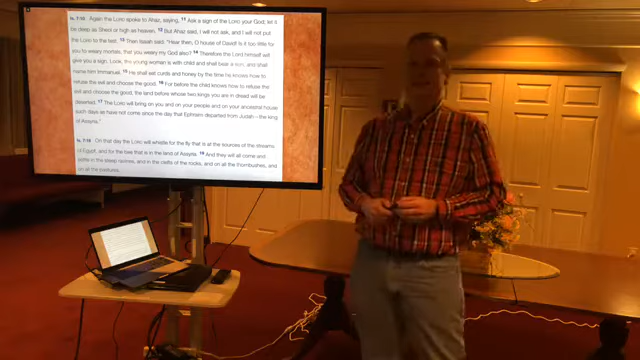 Is. 7:10 Again the LORD spoke to Ahaz, saying, 11 Ask a sign of the LORD your God; let it
be deep as Sheol or high as heaven. 12 But Ahaz said, I will not ask, and I will not put
the LORD to the test. 13 Then Isaiah said: "Hear then, O house of David! Is it too little for
you to weary mortals, that you weary my God also? 14 Therefore the Lord himself will
give you a sign. Look, the young woman is with child and shall bear a son, and shall
name him Immanuel. 15 He shall eat curds and honey by the time he knows how to
refuse the evil and choose the good. 16 For before the child knows how to refuse the
evil and choose the good, the land before whose two kings you are in dread will be
deserted. 17 The LORD will bring on you and on your people and on your ancestral house
such days as have not come since the day that Ephraim departed from Judah – the king
of Assyria."
Is. 7:18 On that day the LORD will whistle for the fly that is at the sources of the streams
of Egypt, and for the bee that is in the land of Assyria. 19 And they will all come and
settle in the steep ravines, and in the clefts of the rocks, and on all the thornbushes, and
on all the pastures.